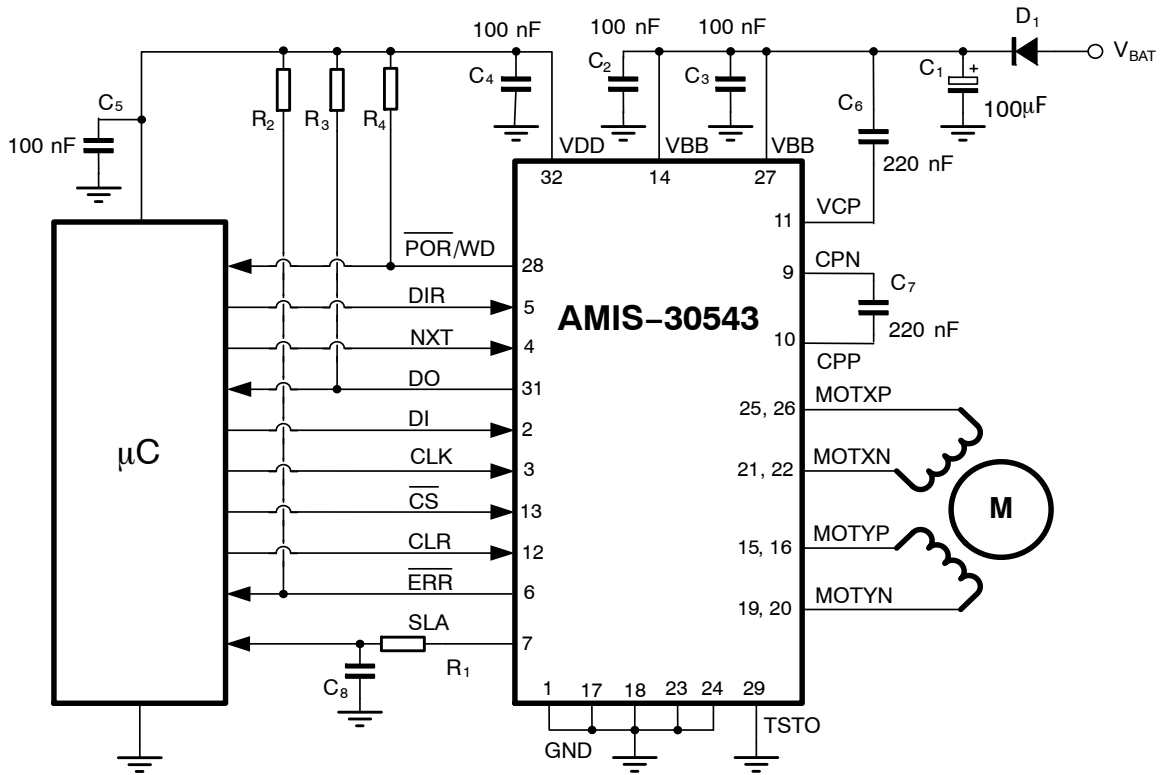 100 nF
100 nF
100 nF
D1
VBAT
C5
C4
C2
C3
C1
+
100µF
100 nF
R2
R3
R4
C6
220 nF
VDD
VBB
VBB
32
14
27
11
VCP
POR/WD
28
9
CPN
C7
DIR
5
AMIS–30543
220 nF
NXT
4
10
CPP
DO
31
25, 26
MOTXP
DI
2
µC
CLK
3
21, 22
MOTXN
CS
13
M
CLR
12
15, 16
MOTYP
ERR
6
19, 20
MOTYN
SLA
7
R1
C8
1
17
18
23
24
29
GND
TSTO